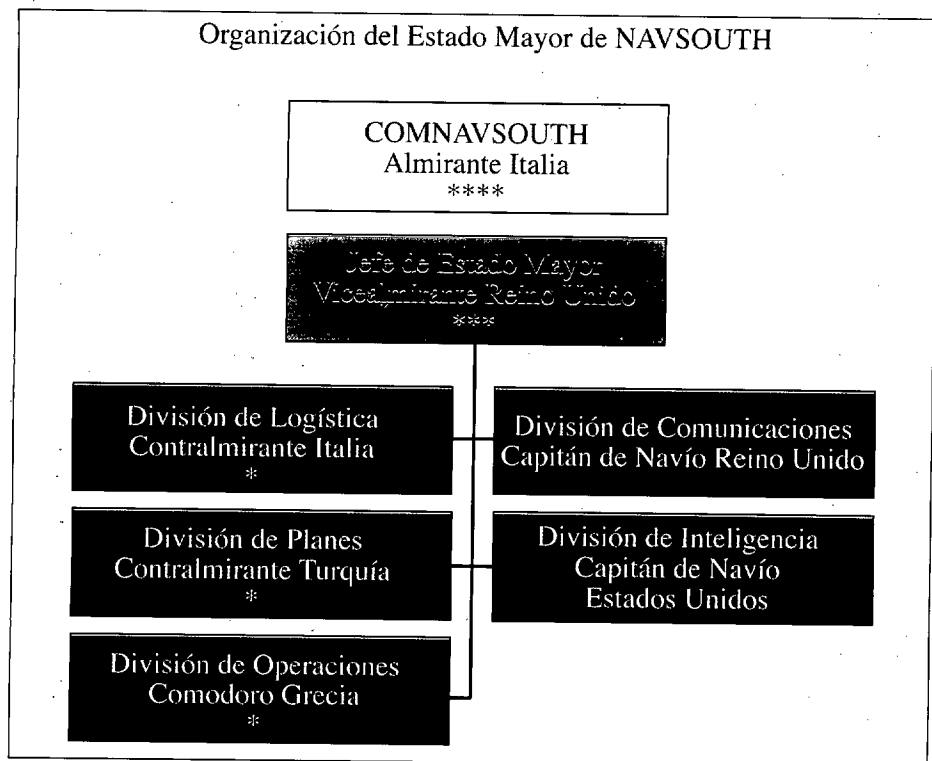 Organización del Estado Mayor de NAVSOUTH
COMNAVSOUTH
Almirante Italia
****
Jefe de Estado Mayor
Vicealmirante Reino Unido
***
División de Logística
Contralmirante Italia
*
División de Comunicaciones
Capitán de Navío Reino Unido
División de Planes
Contralmirante Turquía
*
División de Inteligencia
Capitán de Navío
Estados Unidos
División de Operaciones
Comodoro Grecia
*